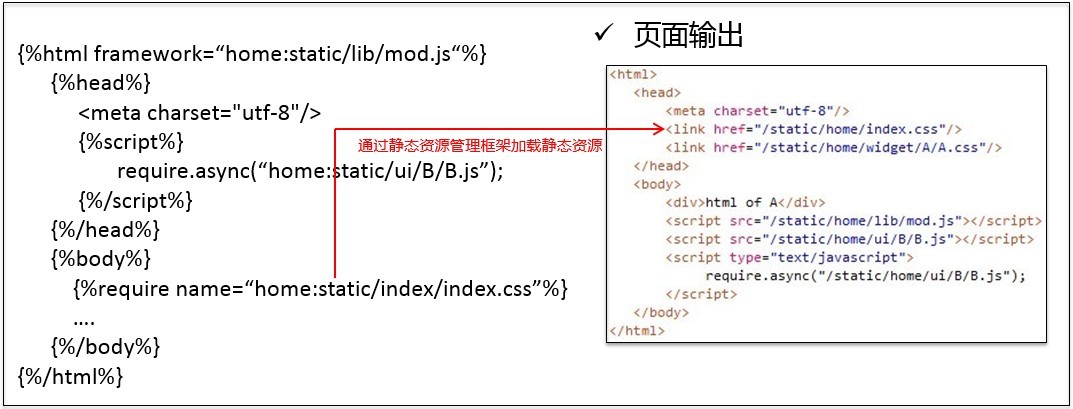 {%html framework=“home:static/lib/mod.js“%}
{%head%}
<meta charset="utf-8"/>
{%script%}
require.async(“home:static/ui/B/B.js”);
{%/script%}
{%/head%}
{%body%}
{%require name=“home:static/index/index.css”%}
....
{%/body%}
{%/html%}
通过静态资源管理框架加载静态资源
✓ 页面输出
<html>
<head>
<meta charset="utf-8"/>
<link href="/static/home/index.css"/>
<link href="/static/home/widget/A/A.css"/>
</head>
<body>
<div>html of A</div>
<script src="/static/home/lib/mod.js"></script>
<script src="/static/home/ui/B/B.js"></script>
<script type="text/javascript">
require.async("/static/home/ui/B/B.js");
</script>
</body>
</html>